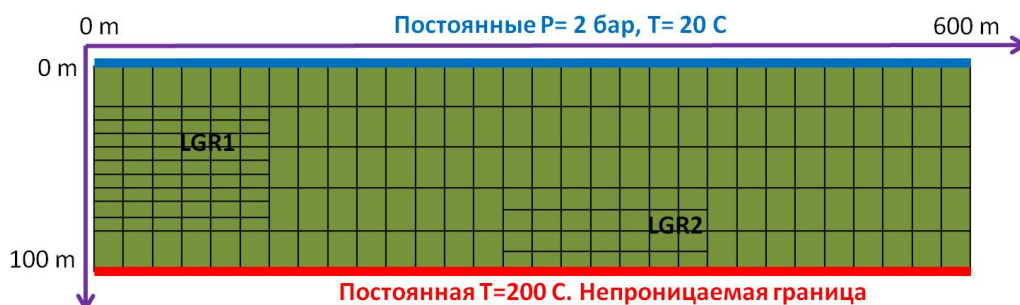 0 m
Постоянные P= 2 бар, T= 20 С
600 m
0 m
LGR1
LGR2
100 m
Постоянная T=200 С. Непроницаемая граница